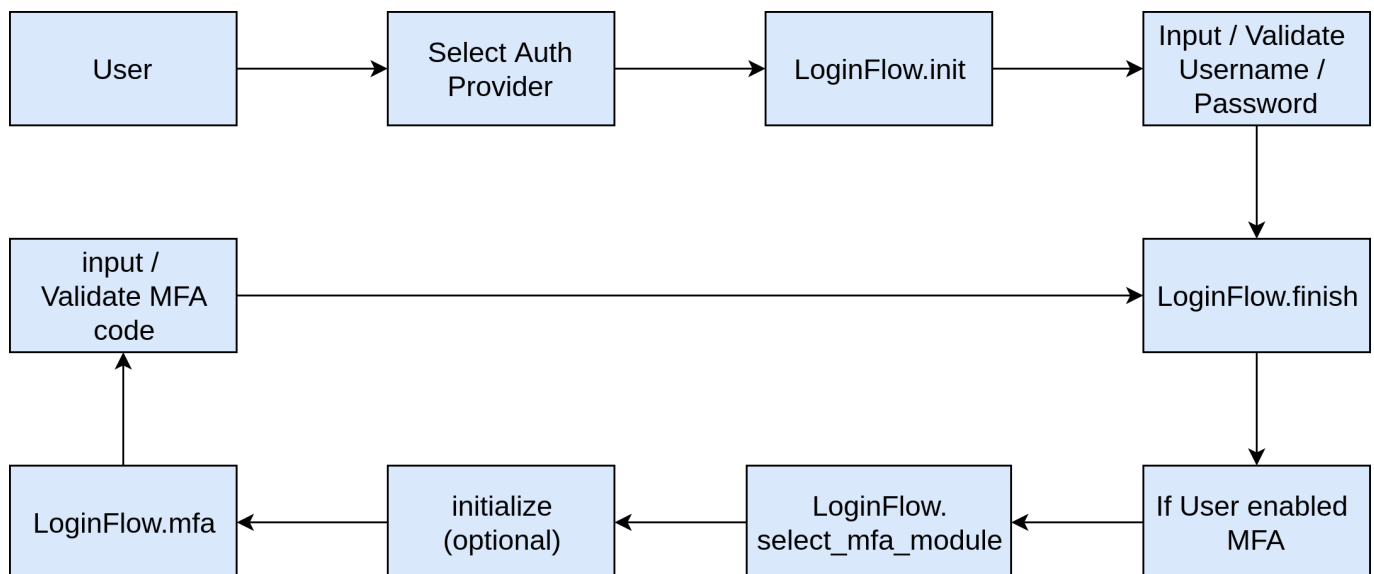 User
Select Auth
Provider
LoginFlow.init
Input / Validate
Username /
Password
input /
Validate MFA
code
LoginFlow.finish
LoginFlow.mfa
initialize
(optional)
LoginFlow.
select_mfa_module
If User enabled
MFA